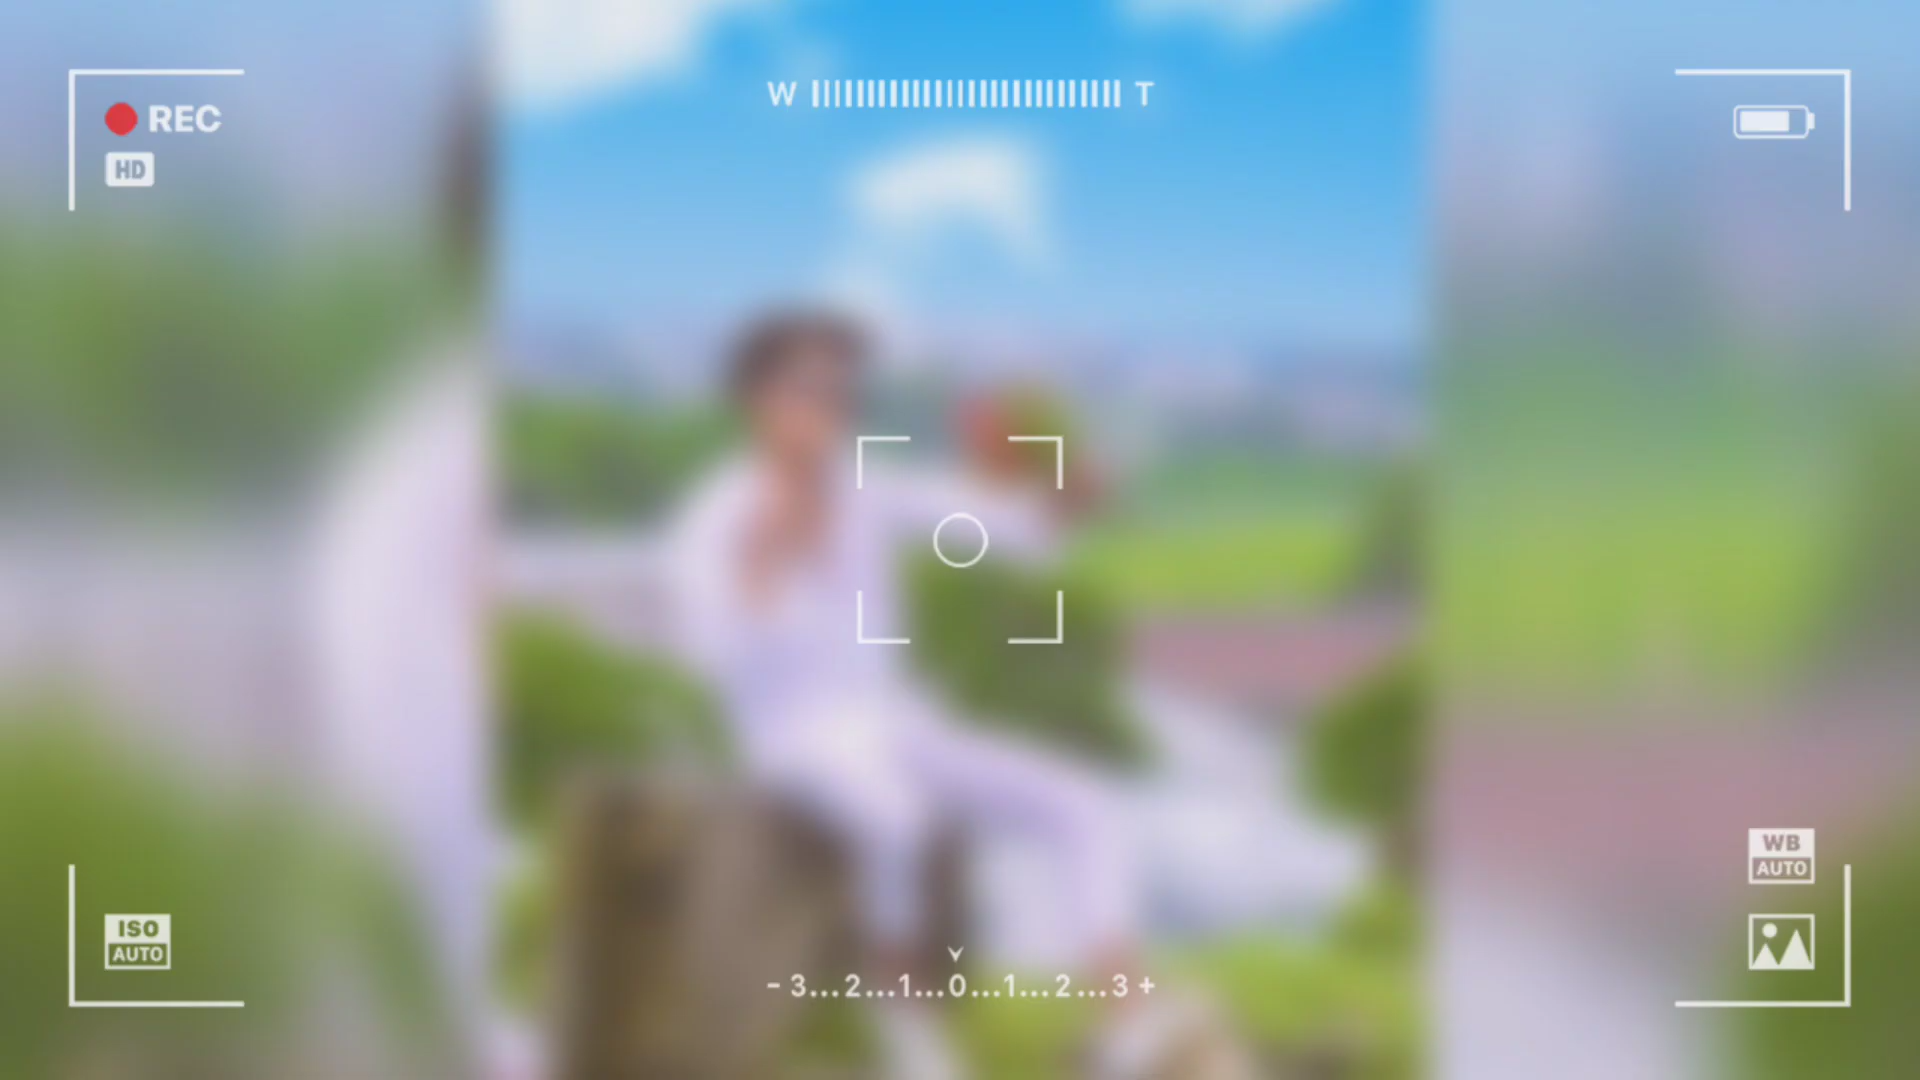 W T
REC
HD
WB
AUTO
ISO
AUTO
- 3...2...1...0...1...2...3 +